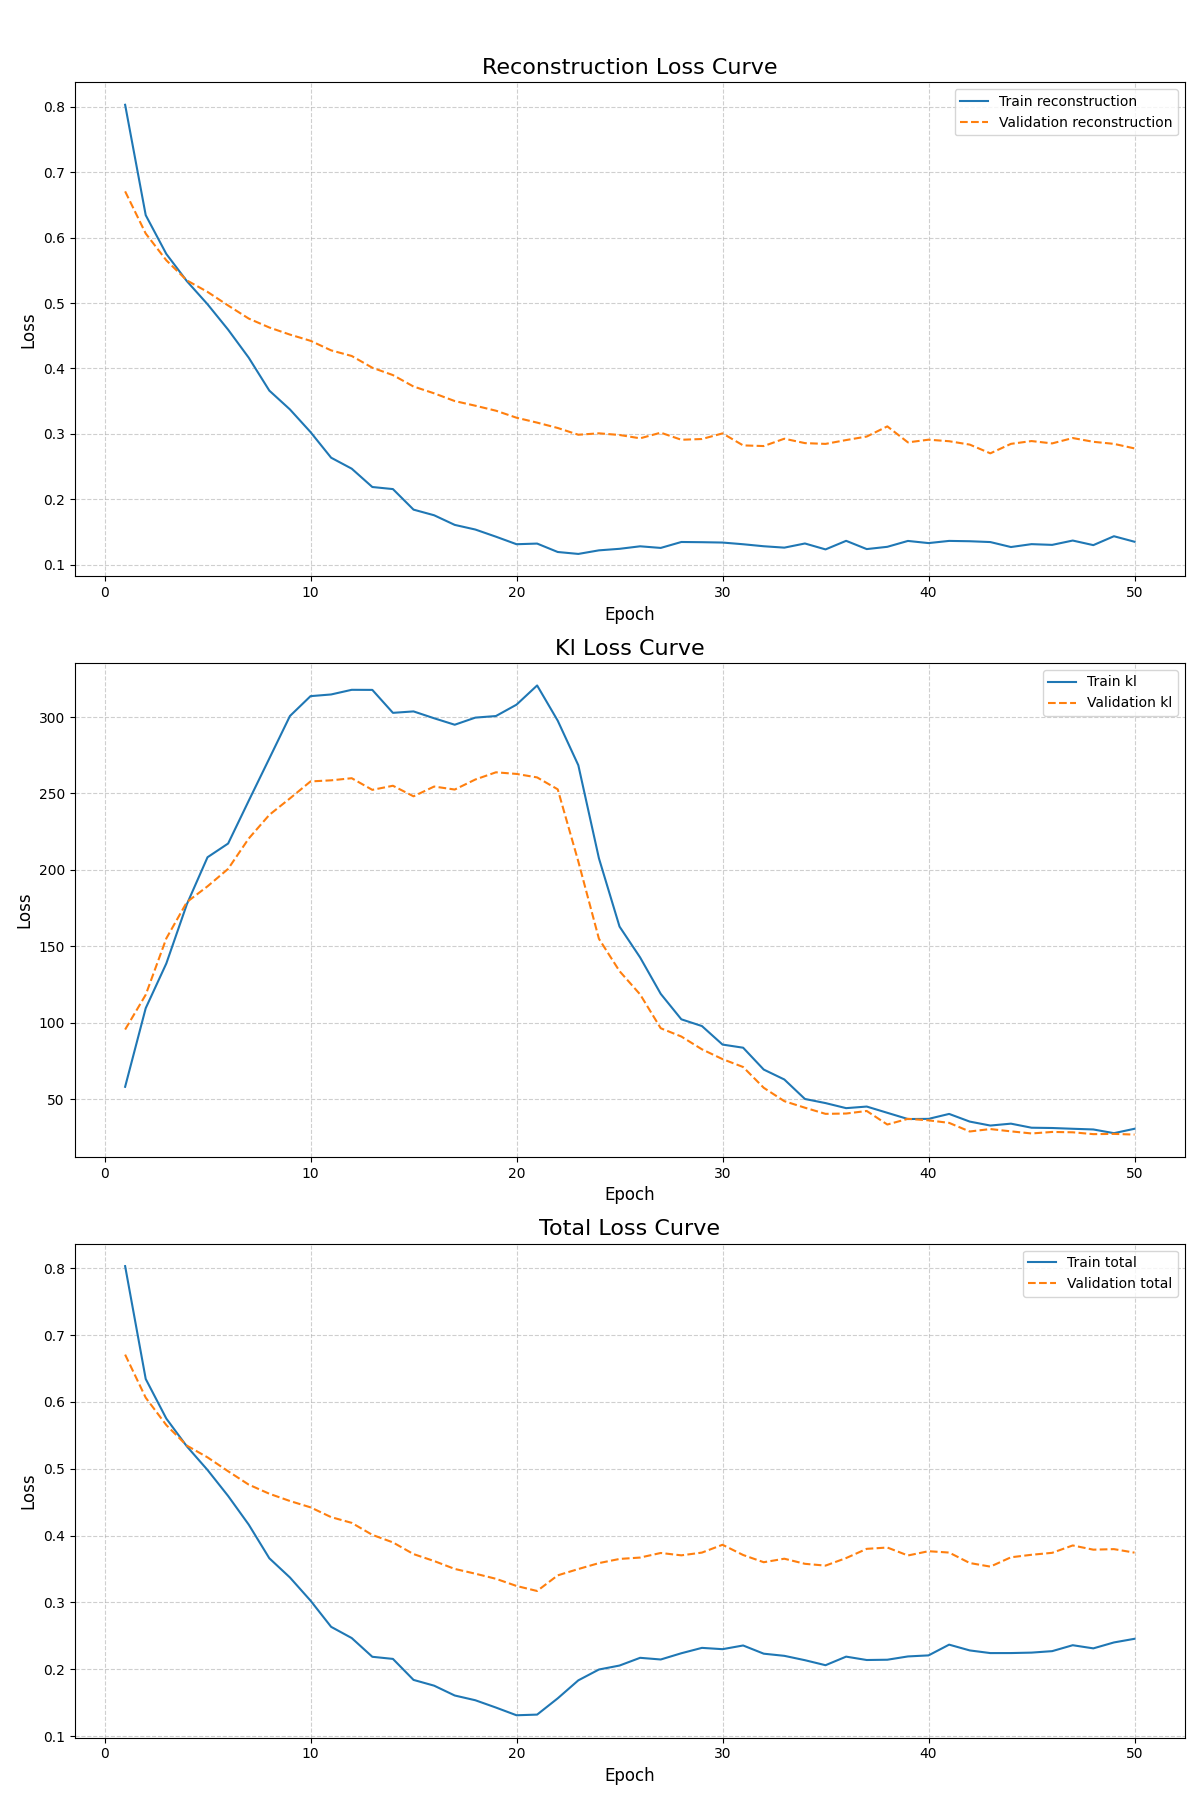 Reconstruction Loss Curve
Train reconstruction
Validation reconstruction
Loss
0.8
0.7
0.6
0.5
0.4
0.3
0.2
0.1
0 10 20 30 40 50
Epoch
Kl Loss Curve
Train kl
Validation kl
Loss
300
250
200
150
100
50
0 10 20 30 40 50
Epoch
Total Loss Curve
Train total
Validation total
Loss
0.8
0.7
0.6
0.5
0.4
0.3
0.2
0.1
0 10 20 30 40 50
Epoch